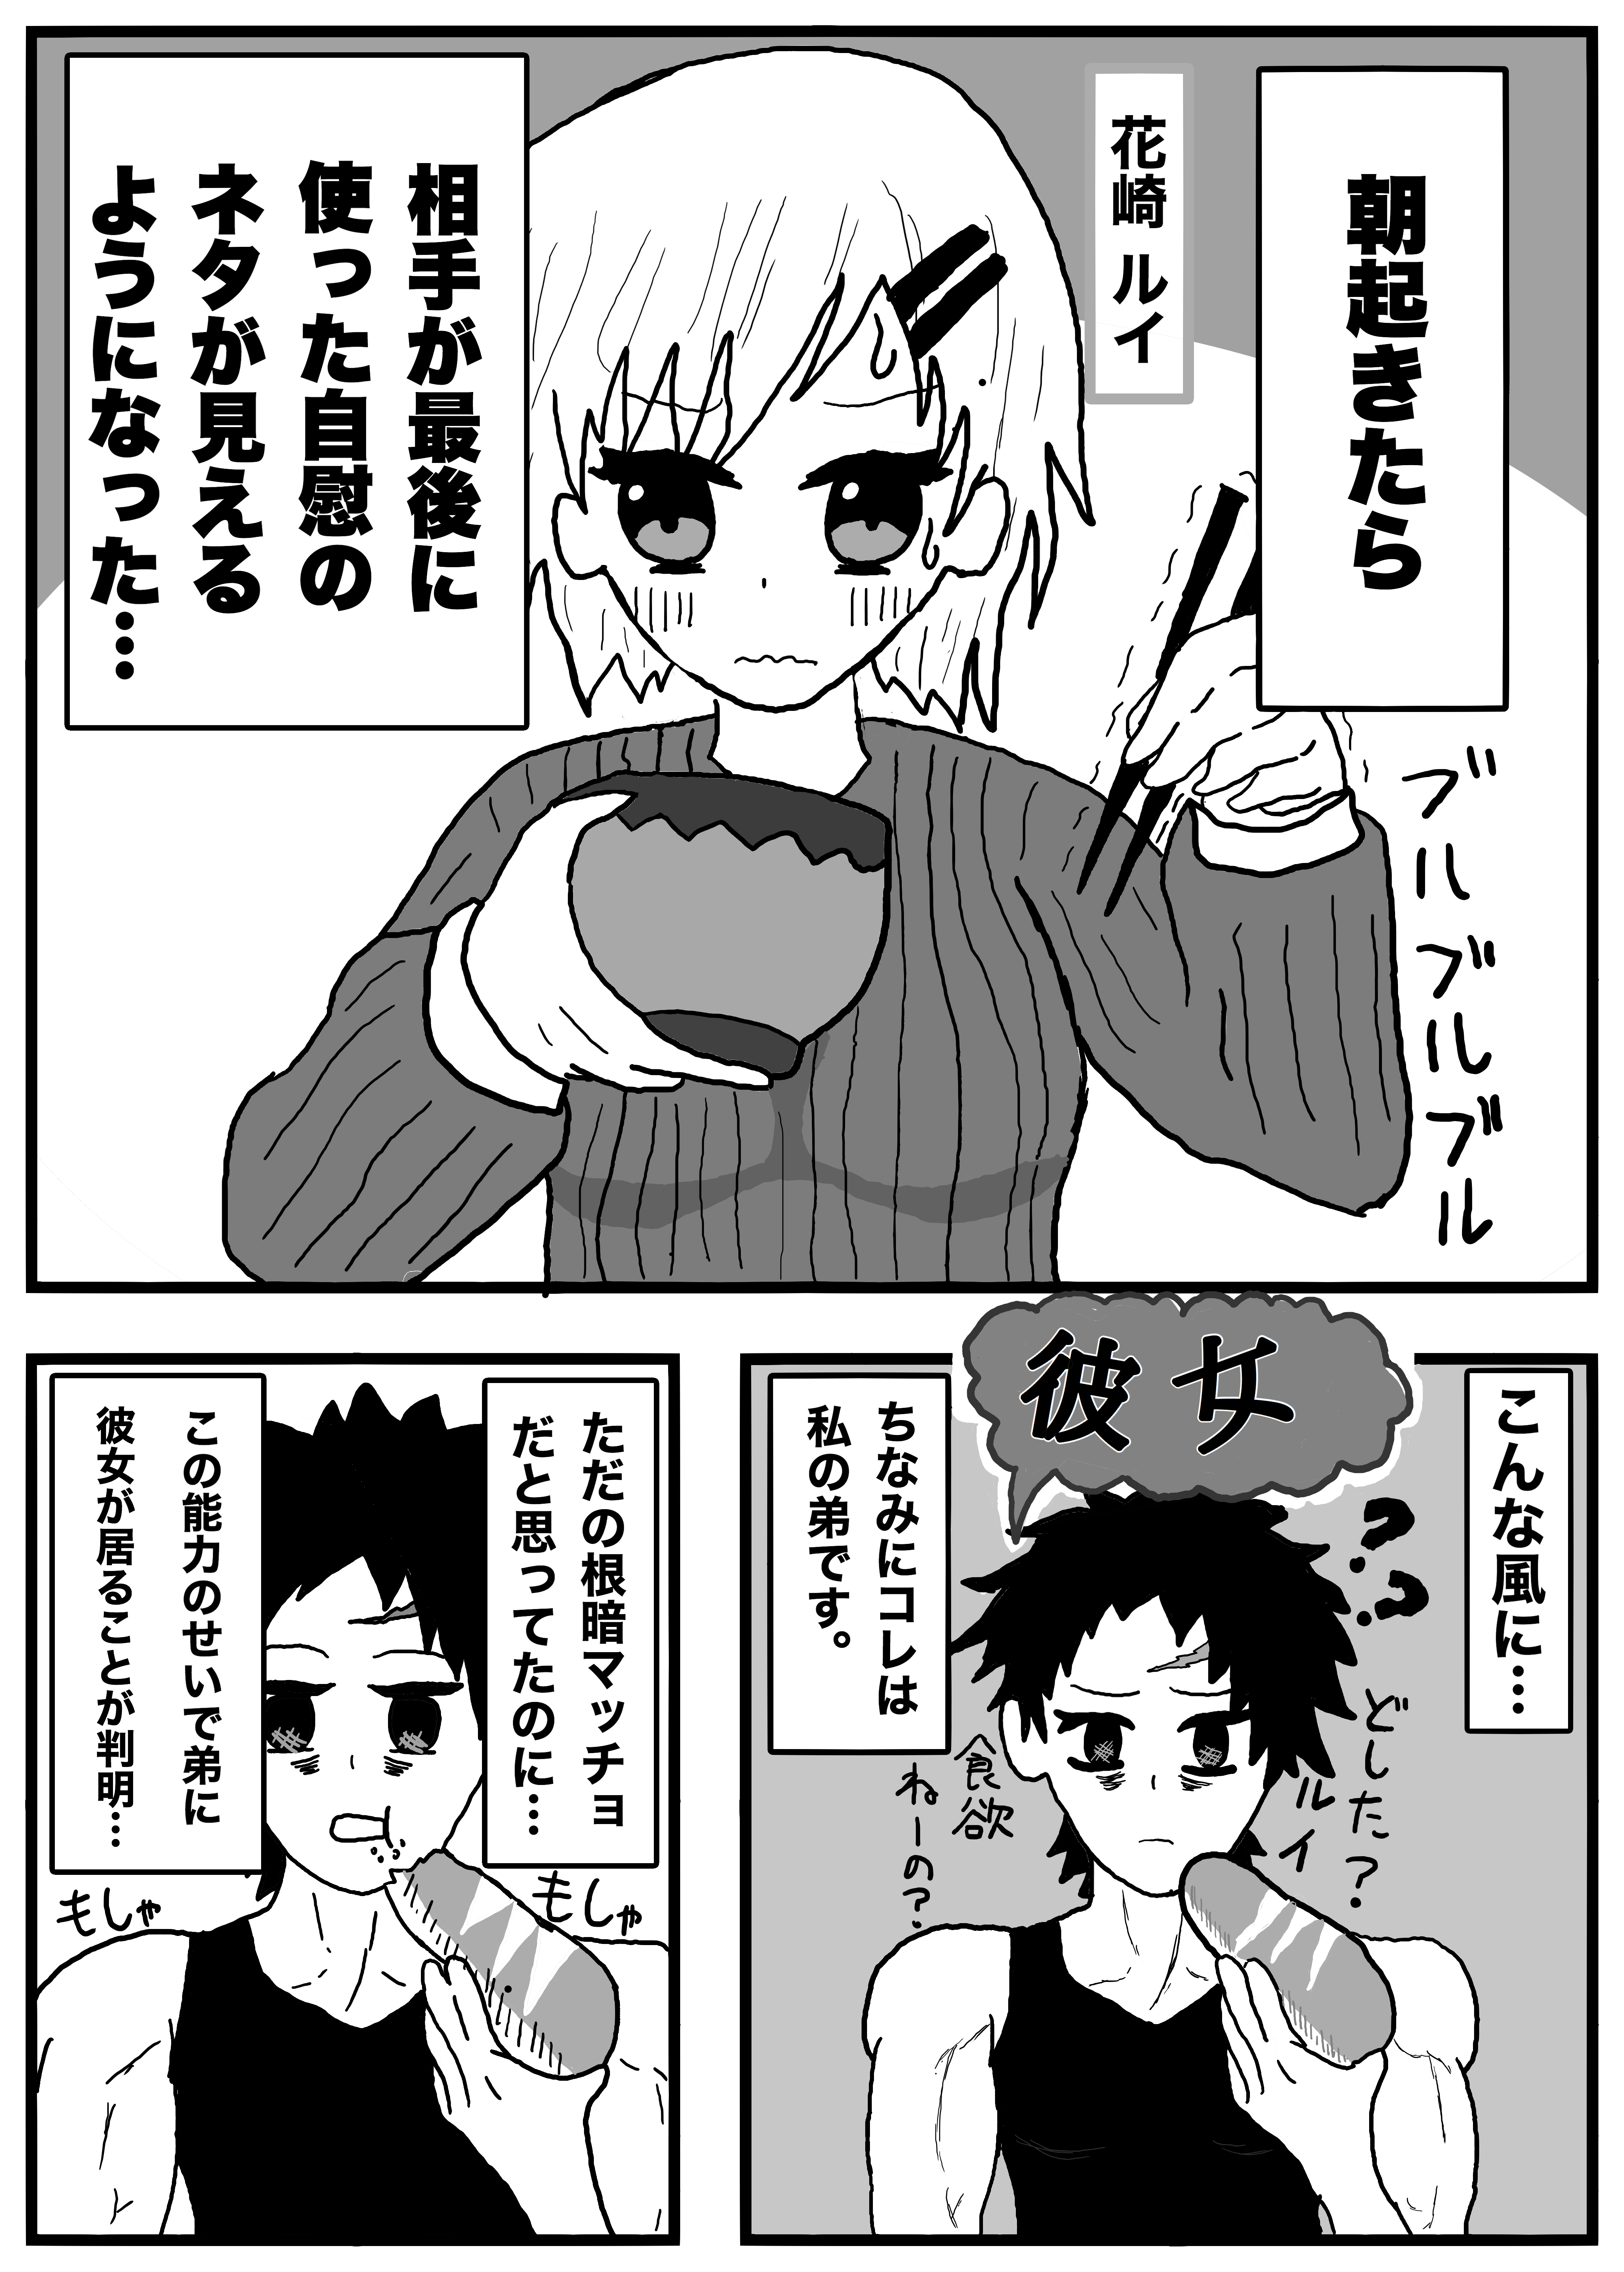 朝起きたら
花崎 ルイ
相手が最後に
使った自慰の
ネタが見える
ようになった…
ブルブルブル
こんな風に…
彼女
??
どした?
ルイ
食欲
ねーの?
ちなみにコレは
私の弟です。
ただの根暗マッチョ
だと思ってたのに…
もしゃ
この能力のせいで弟に
彼女が居ることが判明…
もしゃ